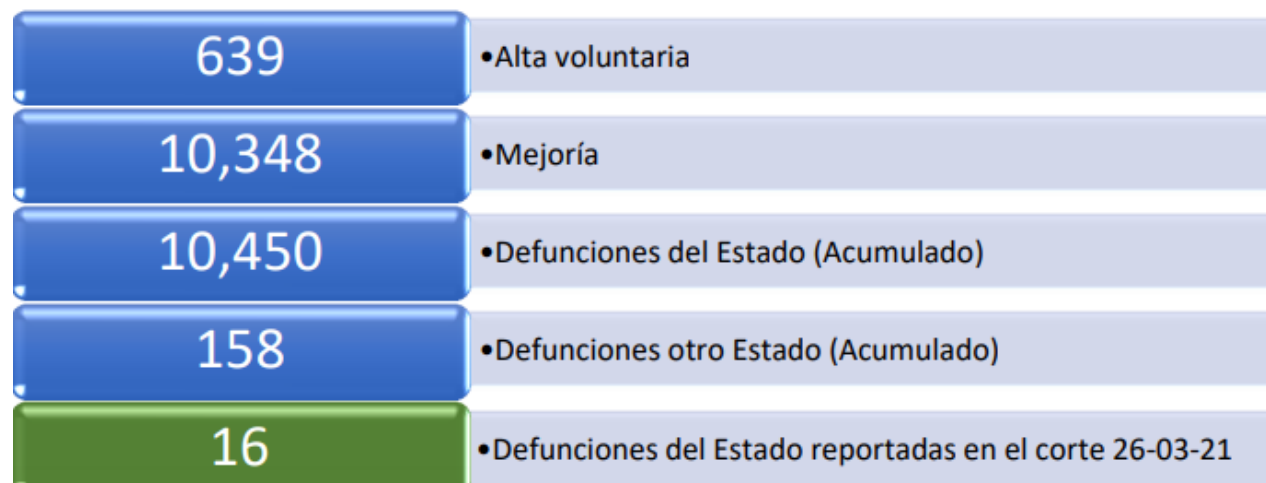 639 •Alta voluntaria
10,348 •Mejoría
10,450 •Defunciones del Estado (Acumulado)
158 •Defunciones otro Estado (Acumulado)
16 •Defunciones del Estado reportadas en el corte 26-03-21